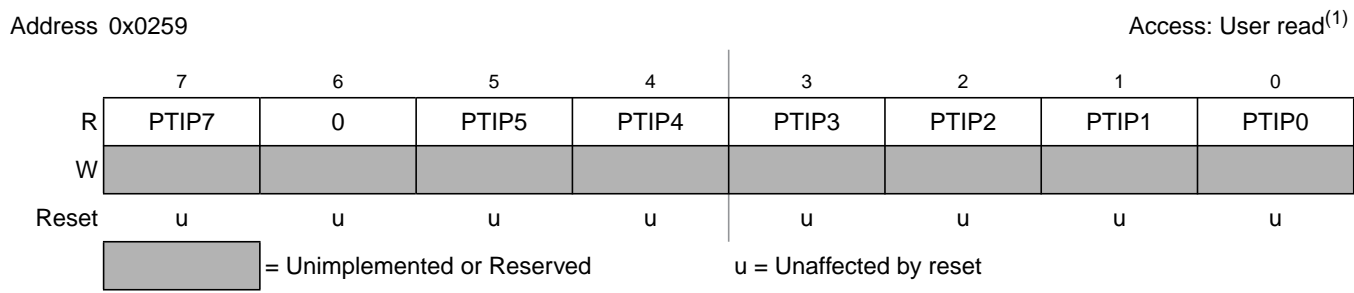 Address 0x0259 Access: User read(1)
7 6 5 4 3 2 1 0
R PTIP7 0 PTIP5 PTIP4 PTIP3 PTIP2 PTIP1 PTIP0
W
Reset u u u u u u u u
= Unimplemented or Reserved u = Unaffected by reset